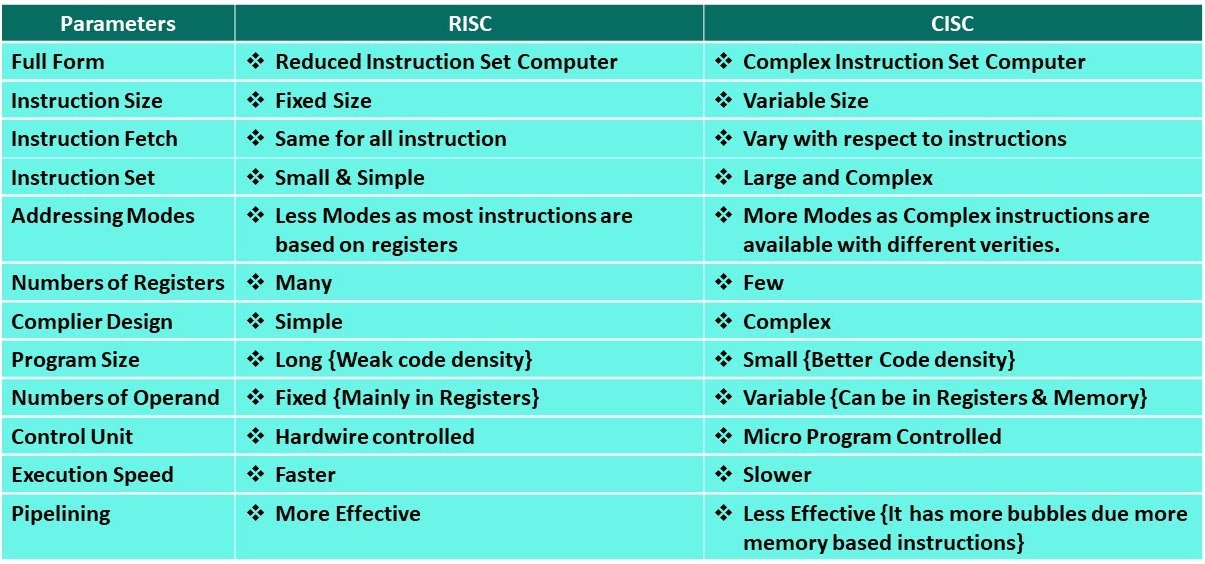 Parameters RISC CISC
Full Form ❖ Reduced Instruction Set Computer ❖ Complex Instruction Set Computer
Instruction Size ❖ Fixed Size ❖ Variable Size
Instruction Fetch ❖ Same for all instruction ❖ Vary with respect to instructions
Instruction Set ❖ Small & Simple ❖ Large and Complex
Addressing Modes ❖ Less Modes as most instructions are ❖ More Modes as Complex instructions are
based on registers available with different verities.
Numbers of Registers ❖ Many ❖ Few
Complier Design ❖ Simple ❖ Complex
Program Size ❖ Long {Weak code density} ❖ Small {Better Code density}
Numbers of Operand ❖ Fixed {Mainly in Registers} ❖ Variable {Can be in Registers & Memory}
Control Unit ❖ Hardwire controlled ❖ Micro Program Controlled
Execution Speed ❖ Faster ❖ Slower
Pipelining ❖ More Effective ❖ Less Effective {It has more bubbles due more
memory based instructions}